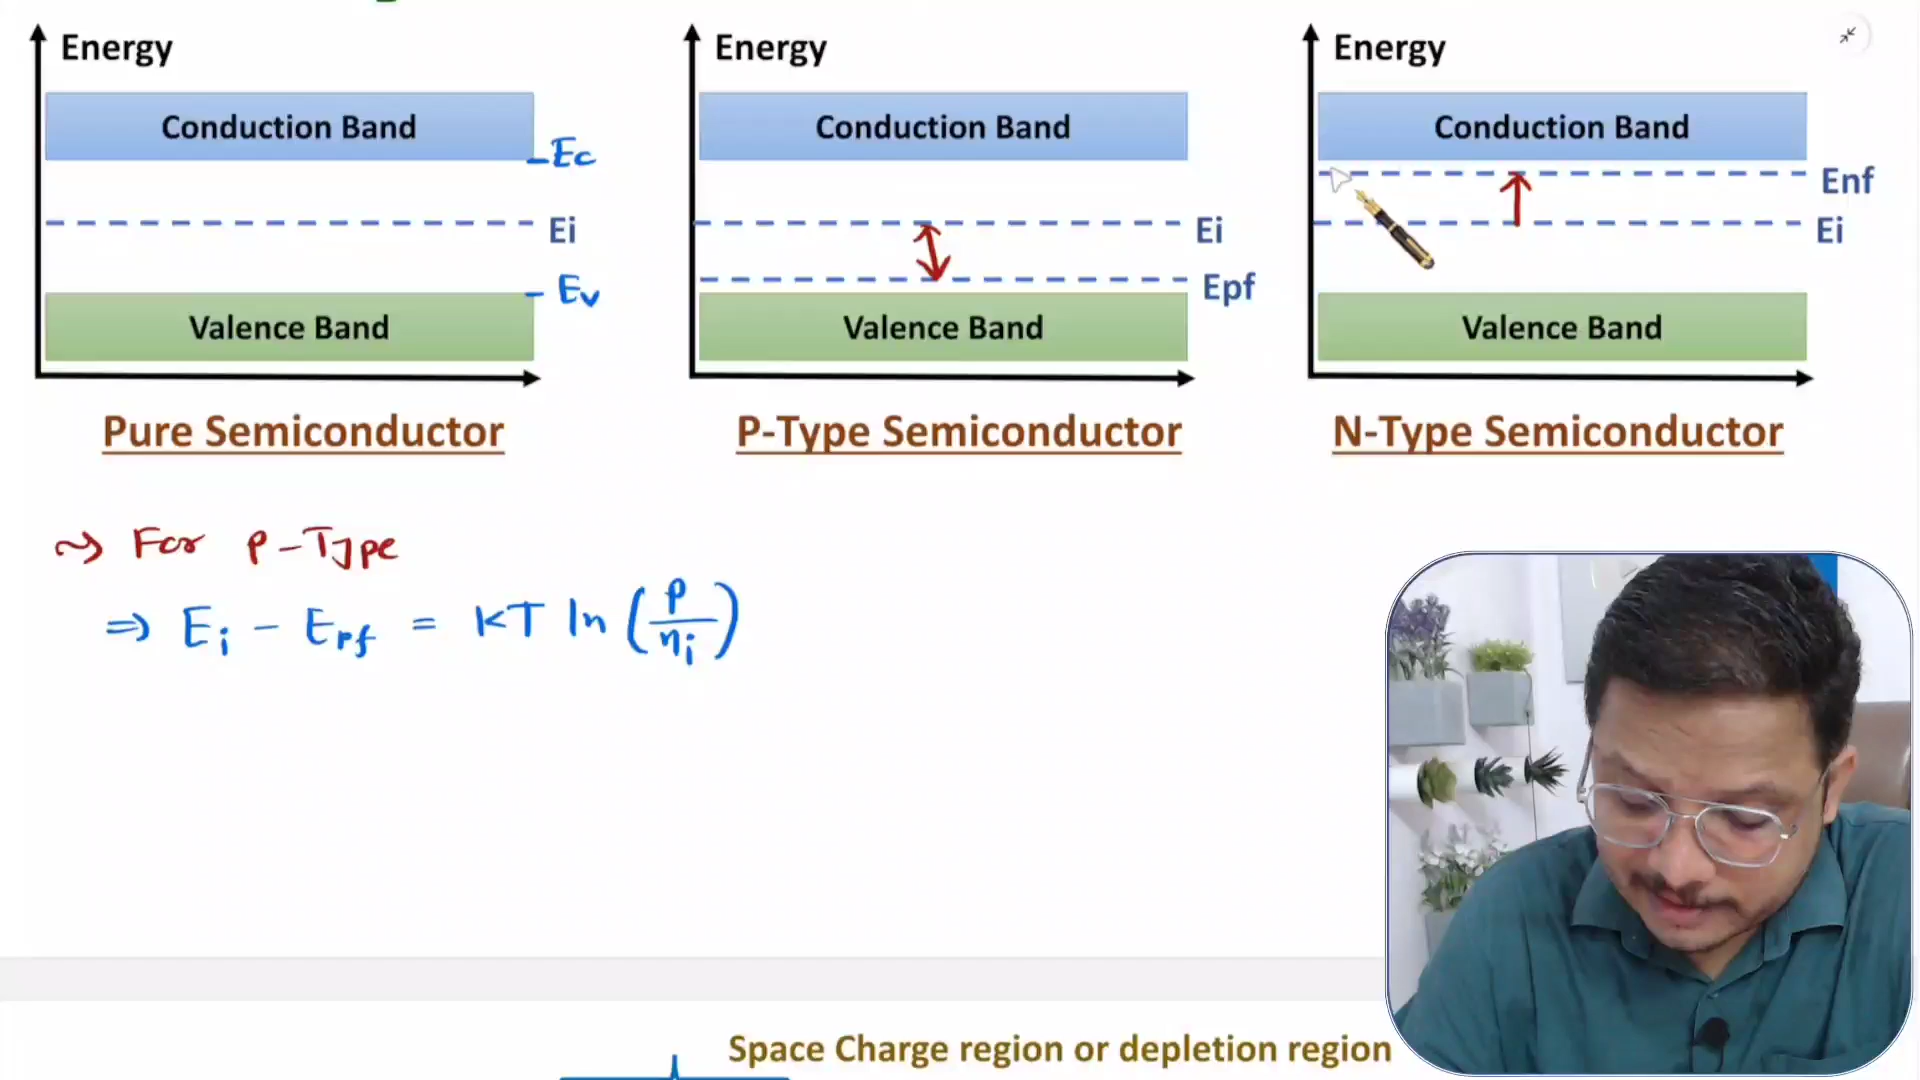 Energy
Conduction Band
Ec
Ei
Ev
Valence Band
Pure Semiconductor
Energy
Conduction Band
Ei
Epf
Valence Band
P-Type Semiconductor
Energy
Conduction Band
Enf
Ei
Valence Band
N-Type Semiconductor
⇝ For P-Type
⇒ Ei - Epf = KT ln (p/ni)
Space Charge region or depletion region